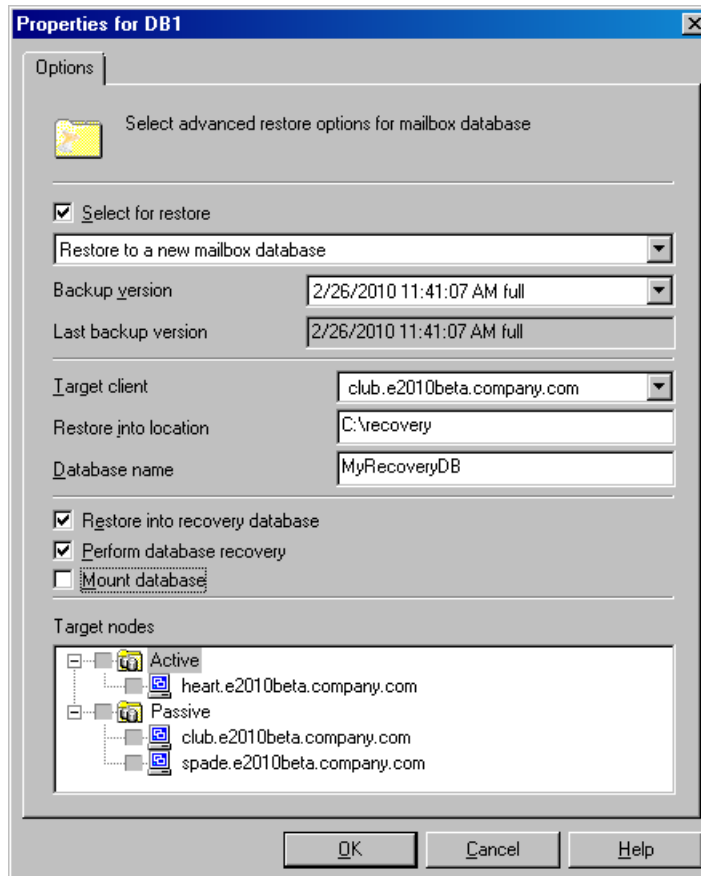 Properties for DB1
Options
Select advanced restore options for mailbox database
Select for restore
Restore to a new mailbox database
Backup version 2/26/2010 11:41:07 AM full
Last backup version 2/26/2010 11:41:07 AM full
Target client club.e2010beta.company.com
Restore into location C:\recovery
Database name MyRecoveryDB
Restore into recovery database
Perform database recovery
Mount database
Target nodes
Active
heart.e2010beta.company.com
Passive
club.e2010beta.company.com
spade.e2010beta.company.com
OK Cancel Help